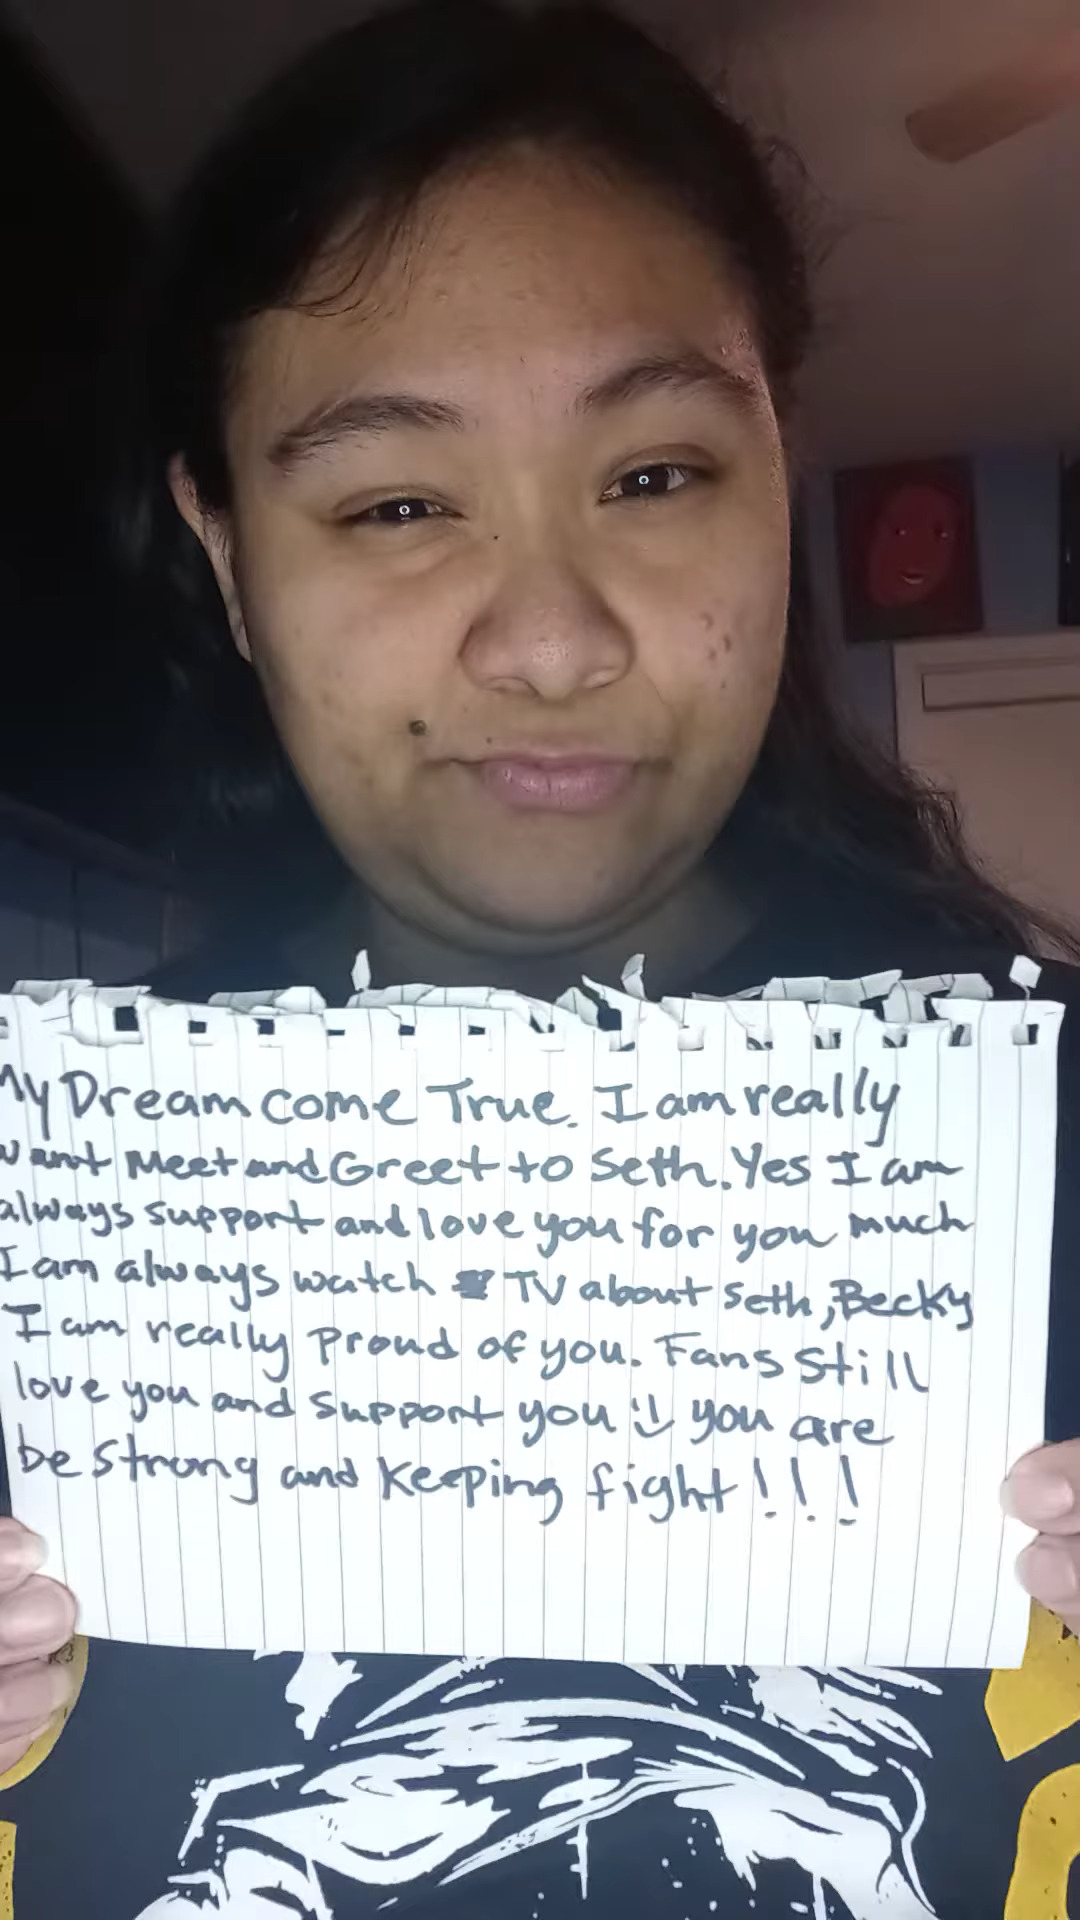 My Dream come True. I am really
want Meet and Greet to Seth. Yes I am
always support and love you for you much
I am always watch TV about Seth, Becky
I am really Proud of you. Fans Still
love you and Support you :) you are
be Strong and Keeping fight!!!